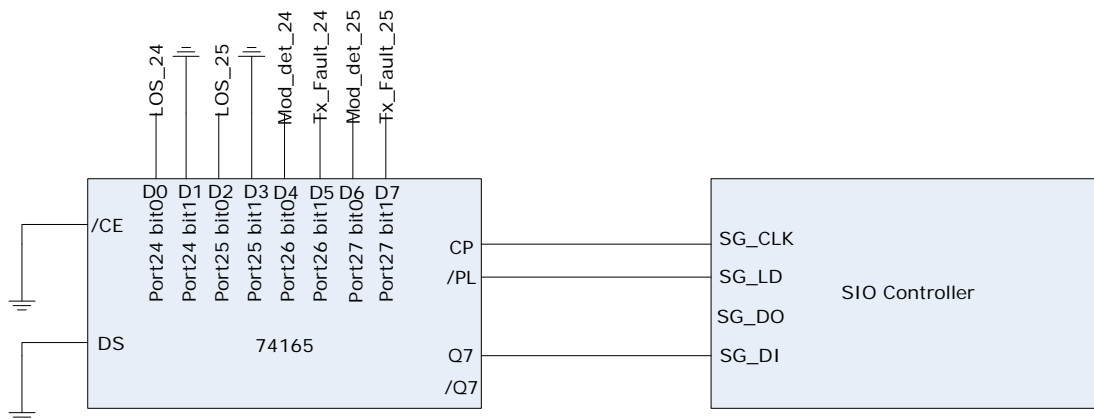 LOS_24
LOS_25
Mod_det_24
Tx_Fault_24
Mod_det_25
Tx_Fault_25
D0 D1 D2 D3 D4 D5 D6 D7
Port24 bit0
Port24 bit1
Port25 bit0
Port25 bit1
Port26 bit0
Port26 bit1
Port27 bit0
Port27 bit1
/CE
DS
74165
CP
/PL
Q7
/Q7
SG_CLK
SG_LD
SG_DO
SG_DI
SIO Controller